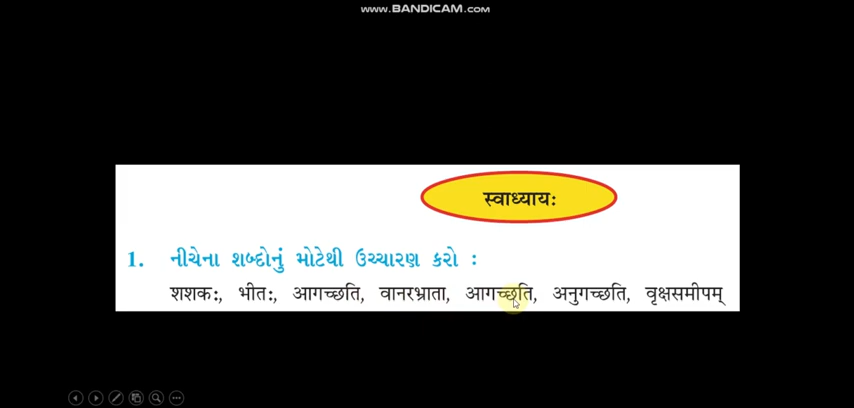 www.BANDICAM.com
स्वाध्यायः
1. નીચેના શબ્દોનું મોટેથી ઉચ્ચારણ કરો :
शशकः, भीतः, आगच्छति, वानरभ्राता, आगच्छति, अनुगच्छति, वृक्षसमीपम्